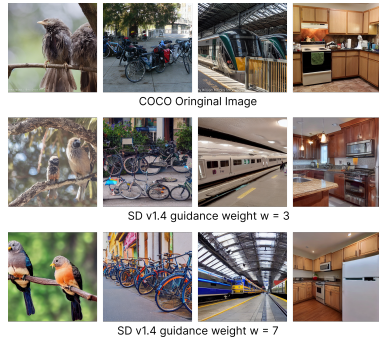 COCO Oringinal Image
SD v1.4 guidance weight w = 3
SD v1.4 guidance weight w = 7